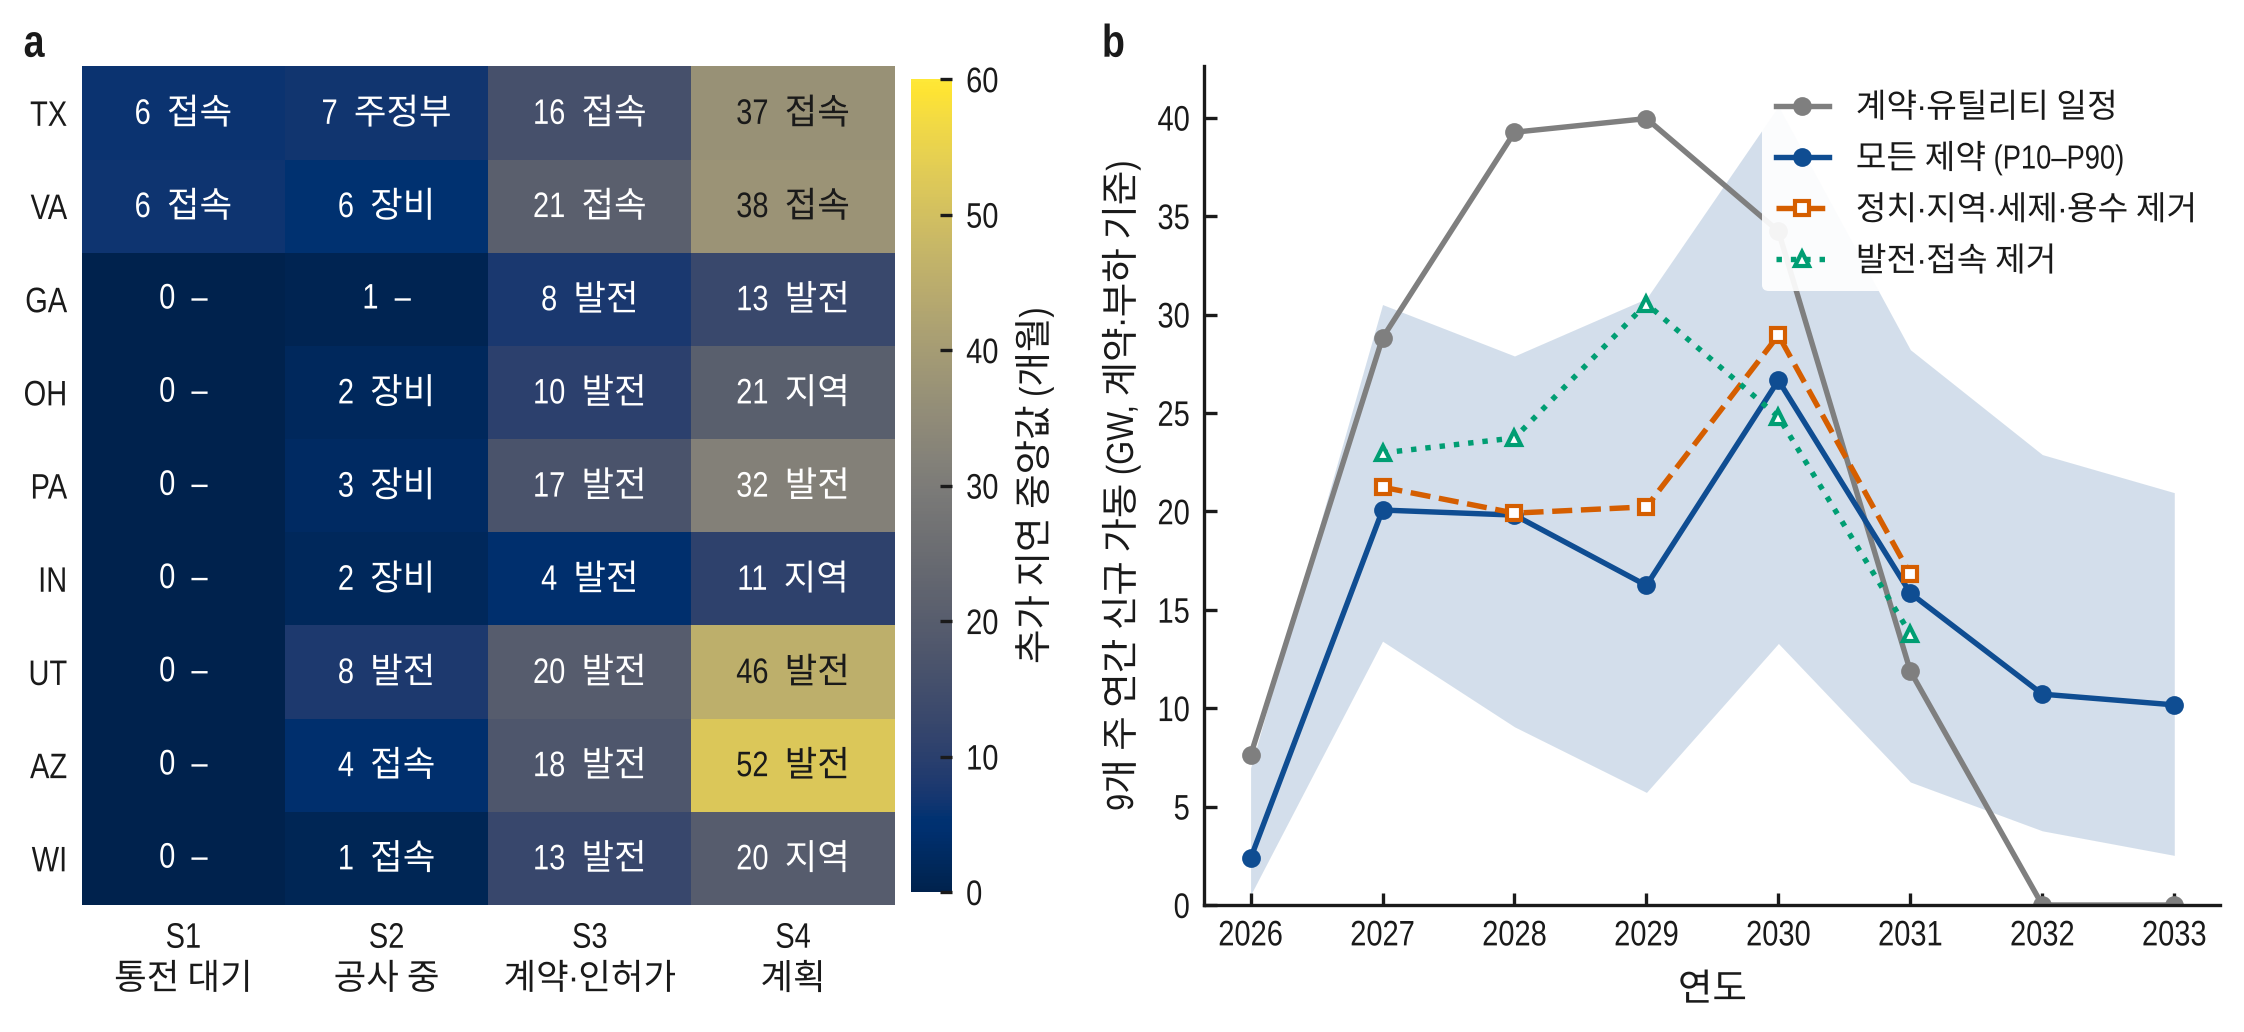 a
TX 6 접속 7 주정부 16 접속 37 접속
VA 6 접속 6 장비 21 접속 38 접속
GA 0 – 1 – 8 발전 13 발전
OH 0 – 2 장비 10 발전 21 지역
PA 0 – 3 장비 17 발전 32 발전
IN 0 – 2 장비 4 발전 11 지역
UT 0 – 8 발전 20 발전 46 발전
AZ 0 – 4 접속 18 발전 52 발전
WI 0 – 1 접속 13 발전 20 지역
S1 S2 S3 S4
통전 대기 공사 중 계약·인허가 계획
60
50
40
30
20
10
0
추가 지연 중앙값 (개월)
b
계약·유틸리티 일정
모든 제약 (P10–P90)
정치·지역·세제·용수 제거
발전·접속 제거
9개 주 연간 신규 가동 (GW, 계약·부하 기준)
40
35
30
25
20
15
10
5
0
2026 2027 2028 2029 2030 2031 2032 2033
연도